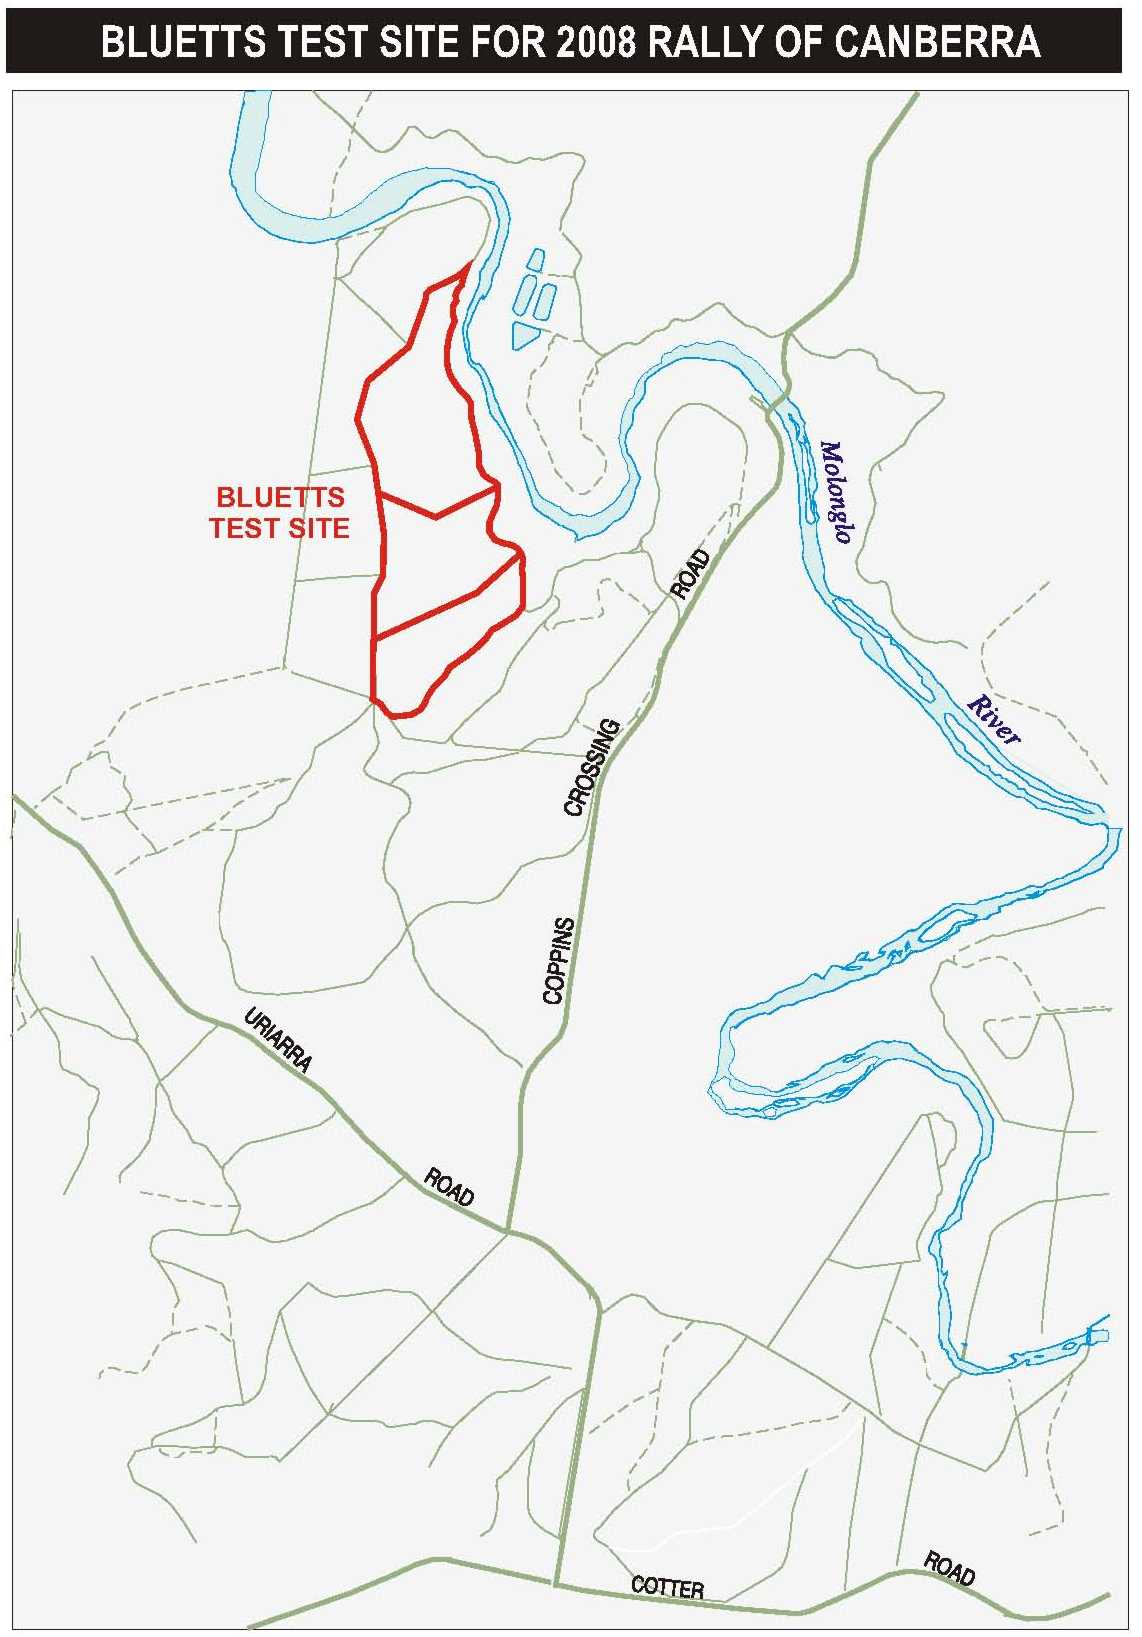 BLUETTS TEST SITE FOR 2008 RALLY OF CANBERRA
Molonglo
BLUETTS
TEST SITE
ROAD
River
CROSSING
COPPINS
URIARRA
ROAD
ROAD
COTTER